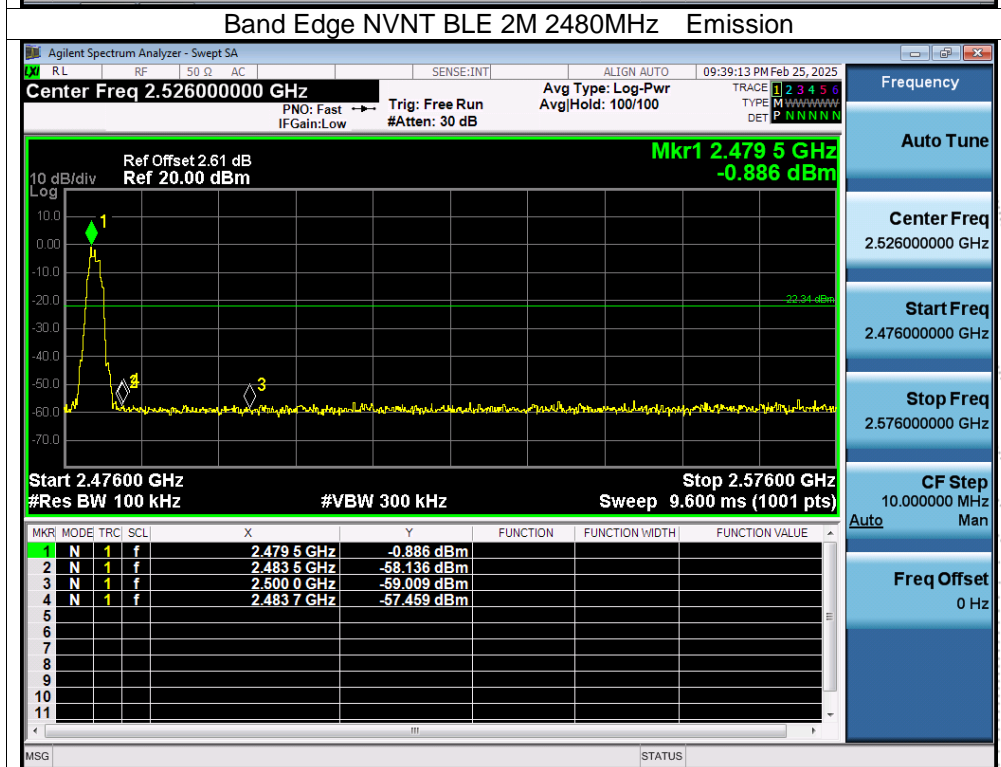 Band Edge NVNT BLE 2M 2480MHz Emission
Agilent Spectrum Analyzer - Swept SA
LXI RL RF 50 Ω AC SENSE:INT ALIGN AUTO 09:39:13 PM Feb 25, 2025
Center Freq 2.526000000 GHz
PNO: Fast
IFGain:Low
Trig: Free Run
#Atten: 30 dB
Avg Type: Log-Pwr
Avg|Hold: 100/100
TRACE 1 2 3 4 5 6
TYPE M WWWWW
DET P N N N N N
Mkr1 2.479 5 GHz
-0.886 dBm
Ref Offset 2.61 dB
10 dB/div Ref 20.00 dBm
Log
10.0
0.00
-10.0
-20.0
-30.0
-40.0
-50.0
-60.0
-70.0
1
-22.34 dBm
3
Start 2.47600 GHz Stop 2.57600 GHz
#Res BW 100 kHz #VBW 300 kHz Sweep 9.600 ms (1001 pts)
MKR MODE TRC SCL X Y FUNCTION FUNCTION WIDTH FUNCTION VALUE
1 N 1 f 2.479 5 GHz -0.886 dBm
2 N 1 f 2.483 5 GHz -58.136 dBm
3 N 1 f 2.500 0 GHz -59.009 dBm
4 N 1 f 2.483 7 GHz -57.459 dBm
5
6
7
8
9
10
11
MSG STATUS
Frequency
Auto Tune
Center Freq
2.526000000 GHz
Start Freq
2.476000000 GHz
Stop Freq
2.576000000 GHz
CF Step
10.000000 MHz
Auto Man
Freq Offset
0 Hz